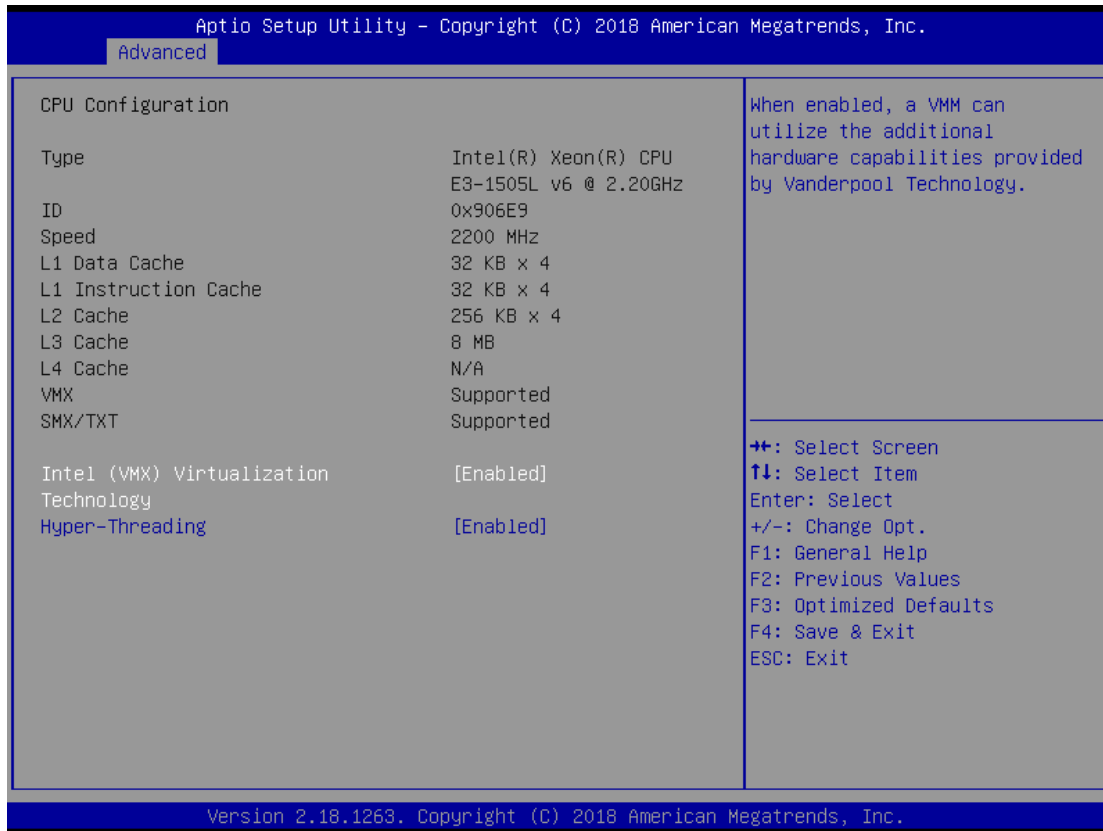 Aptio Setup Utility – Copyright (C) 2018 American Megatrends, Inc.
Advanced
CPU Configuration
Type Intel(R) Xeon(R) CPU
E3-1505L v6 @ 2.20GHz
ID 0x906E9
Speed 2200 MHz
L1 Data Cache 32 KB x 4
L1 Instruction Cache 32 KB x 4
L2 Cache 256 KB x 4
L3 Cache 8 MB
L4 Cache N/A
VMX Supported
SMX/TXT Supported
Intel (VMX) Virtualization [Enabled]
Technology
Hyper-Threading [Enabled]
When enabled, a VMM can
utilize the additional
hardware capabilities provided
by Vanderpool Technology.
→←: Select Screen
↑↓: Select Item
Enter: Select
+/-: Change Opt.
F1: General Help
F2: Previous Values
F3: Optimized Defaults
F4: Save & Exit
ESC: Exit
Version 2.18.1263. Copyright (C) 2018 American Megatrends, Inc.